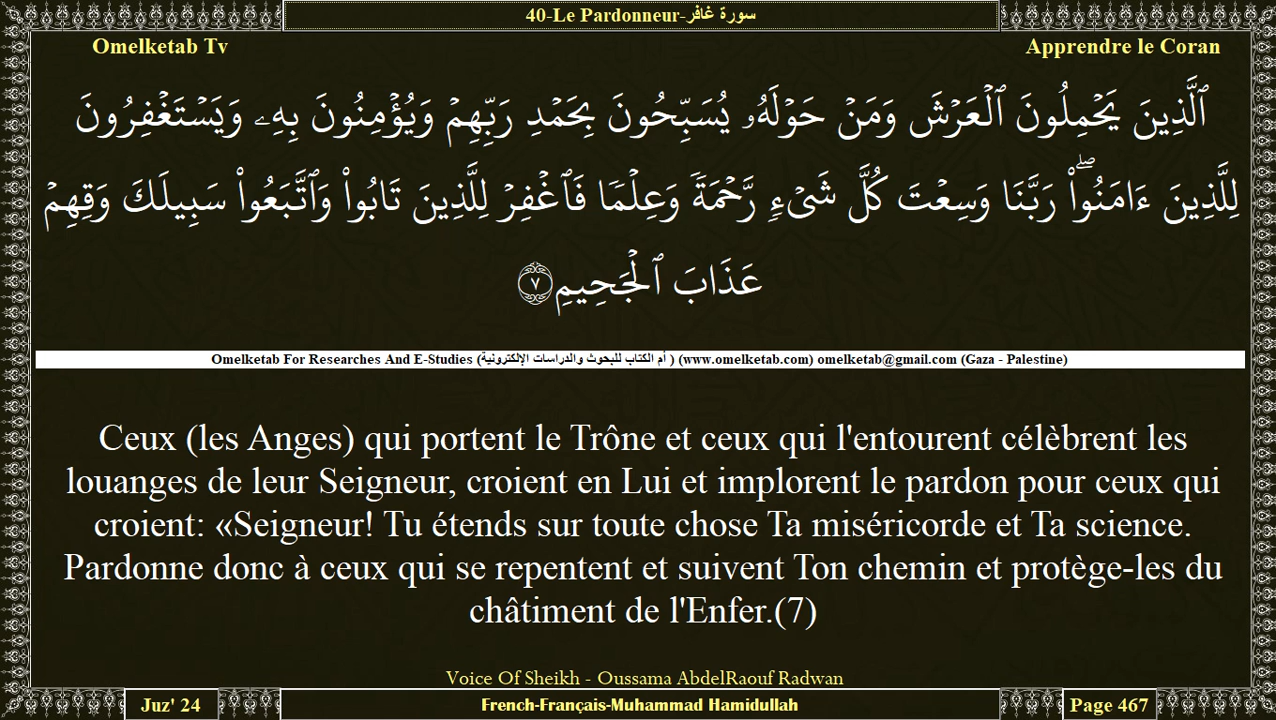 40-Le Pardonneur-سورة غافر
Omelketab Tv
Apprendre le Coran
ٱلَّذِينَ يَحْمِلُونَ ٱلْعَرْشَ وَمَنْ حَوْلَهُۥ يُسَبِّحُونَ بِحَمْدِ رَبِّهِمْ وَيُؤْمِنُونَ بِهِۦ وَيَسْتَغْفِرُونَ
لِلَّذِينَ ءَامَنُوا۟ۖ رَبَّنَا وَسِعْتَ كُلَّ شَىْءٍ رَّحْمَةً وَعِلْمًا فَٱغْفِرْ لِلَّذِينَ تَابُوا۟ وَٱتَّبَعُوا۟ سَبِيلَكَ وَقِهِمْ
عَذَابَ ٱلْجَحِيمِ ٧
Omelketab For Researches And E-Studies (أم الكتاب للبحوث والدراسات الإلكترونية ) (www.omelketab.com) omelketab@gmail.com (Gaza - Palestine)
Ceux (les Anges) qui portent le Trône et ceux qui l'entourent célèbrent les
louanges de leur Seigneur, croient en Lui et implorent le pardon pour ceux qui
croient: «Seigneur! Tu étends sur toute chose Ta miséricorde et Ta science.
Pardonne donc à ceux qui se repentent et suivent Ton chemin et protège-les du
châtiment de l'Enfer.(7)
Voice Of Sheikh - Oussama AbdelRaouf Radwan
Juz' 24
French-Français-Muhammad Hamidullah
Page 467